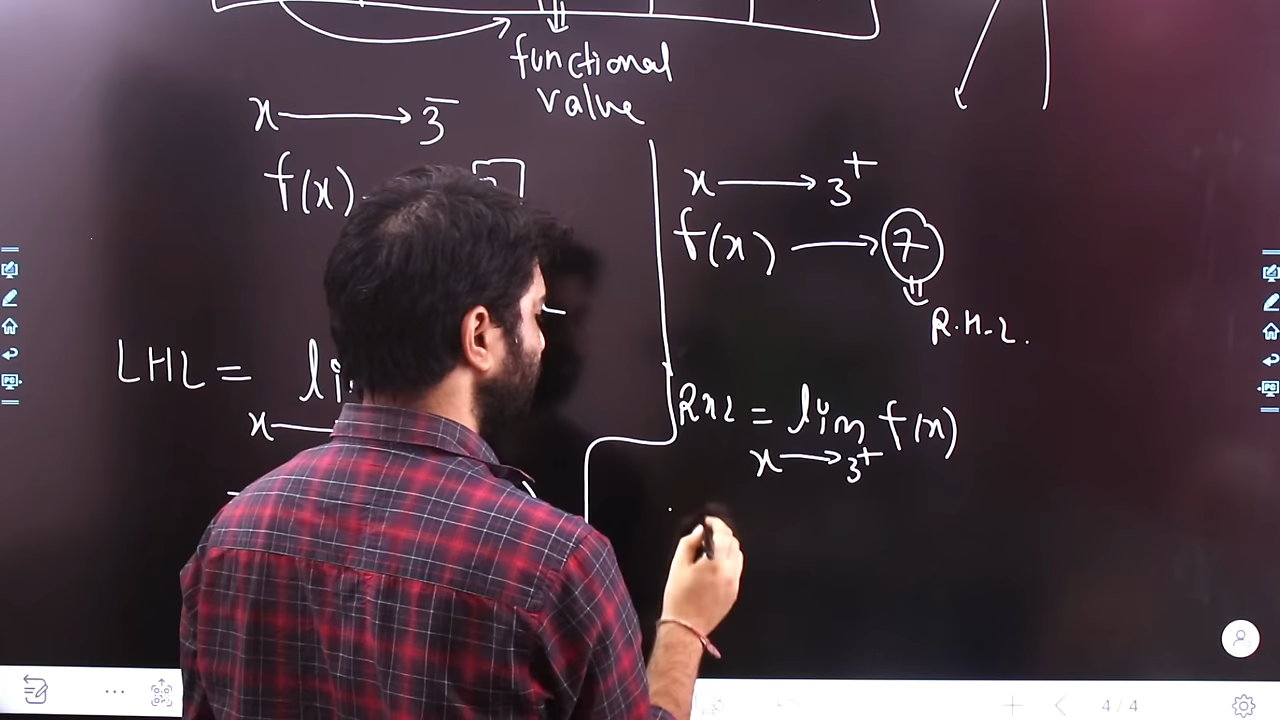 functional
value
x → 3⁻
f(x)
x → 3⁺
f(x) → 7
R.H.L.
LHL = li
x
RHL = lim f(x)
x → 3⁺
4 / 4